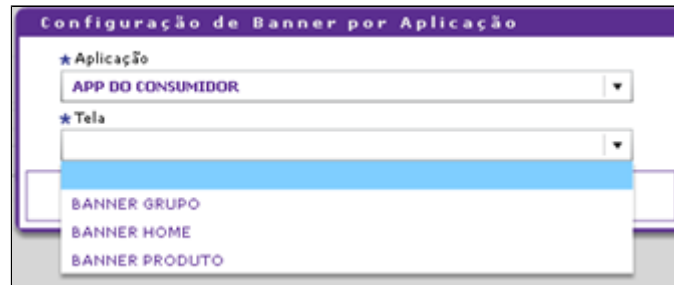 Configuração de Banner por Aplicação
★ Aplicação
APP DO CONSUMIDOR
★ Tela
BANNER GRUPO
BANNER HOME
BANNER PRODUTO